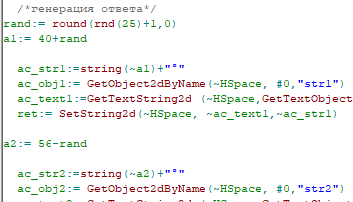 /*генерация ответа*/
rand:= round(rnd(25)+1,0)
a1:= 40+rand
ac_str1:=string(~a1)+"°"
ac_obj1:= GetObject2dByName(~HSpace, #0,"str1")
ac_text1:=GetTextString2d (~HSpace,GetTextObject
ret:= SetString2d(~HSpace, ~ac_text1,~ac_str1)
a2:= 56-rand
ac_str2:=string(~a2)+"°"
ac_obj2:= GetObject2dByName(~HSpace, #0,"str2")